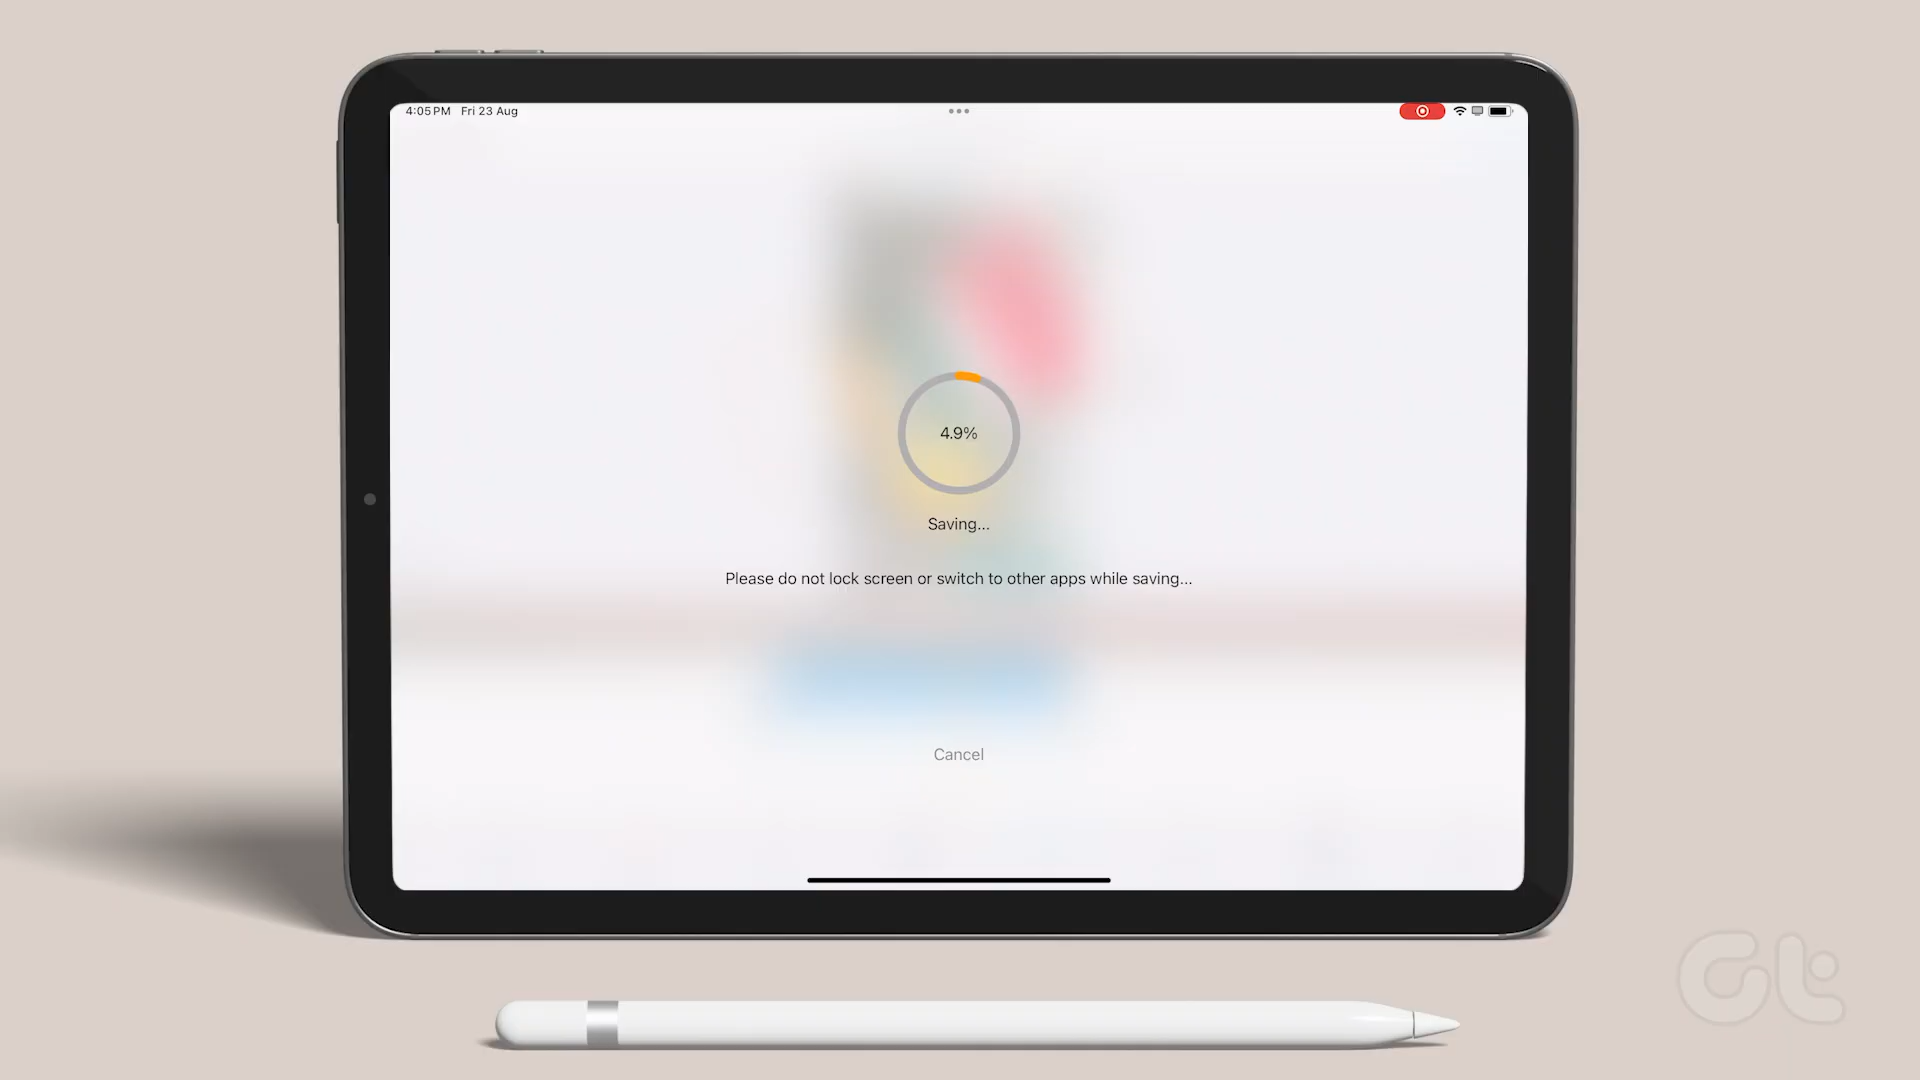 4:05 PM Fri 23 Aug
4.9%
Saving...
Please do not lock screen or switch to other apps while saving...
Cancel
Gt